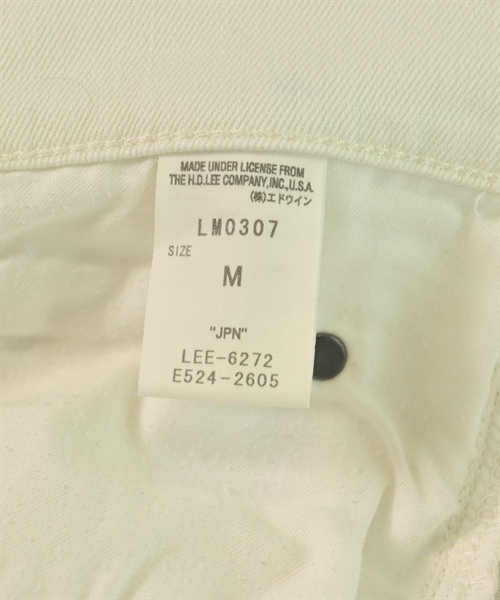 MADE UNDER LICENSE FROM
THE H.D.LEE COMPANY,INC.,U.S.A.
(株)エドウイン
LM0307
SIZE
M
"JPN"
LEE-6272
E524-2605